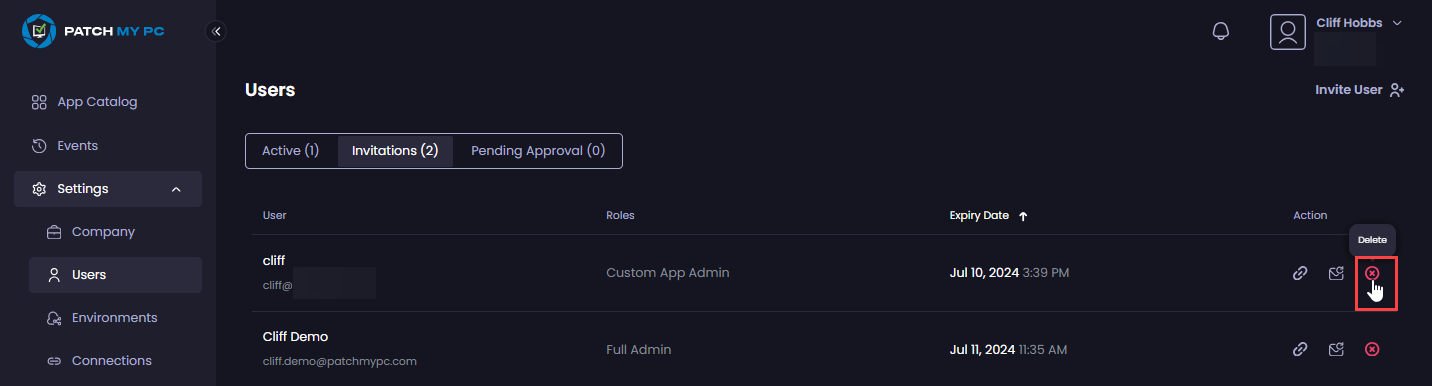 PATCH MY PC
Cliff Hobbs
Users
Invite User
App Catalog
Events
Settings
Company
Users
Environments
Connections
Active (1) Invitations (2) Pending Approval (0)
User Roles Expiry Date Action
Delete
cliff
cliff@
Custom App Admin
Jul 10, 2024 3:39 PM
Cliff Demo
cliff.demo@patchmypc.com
Full Admin
Jul 11, 2024 11:35 AM